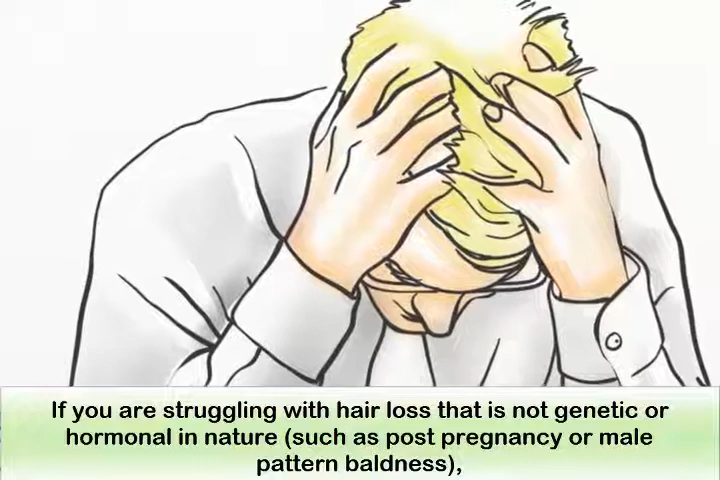 If you are struggling with hair loss that is not genetic or
hormonal in nature (such as post pregnancy or male
pattern baldness),